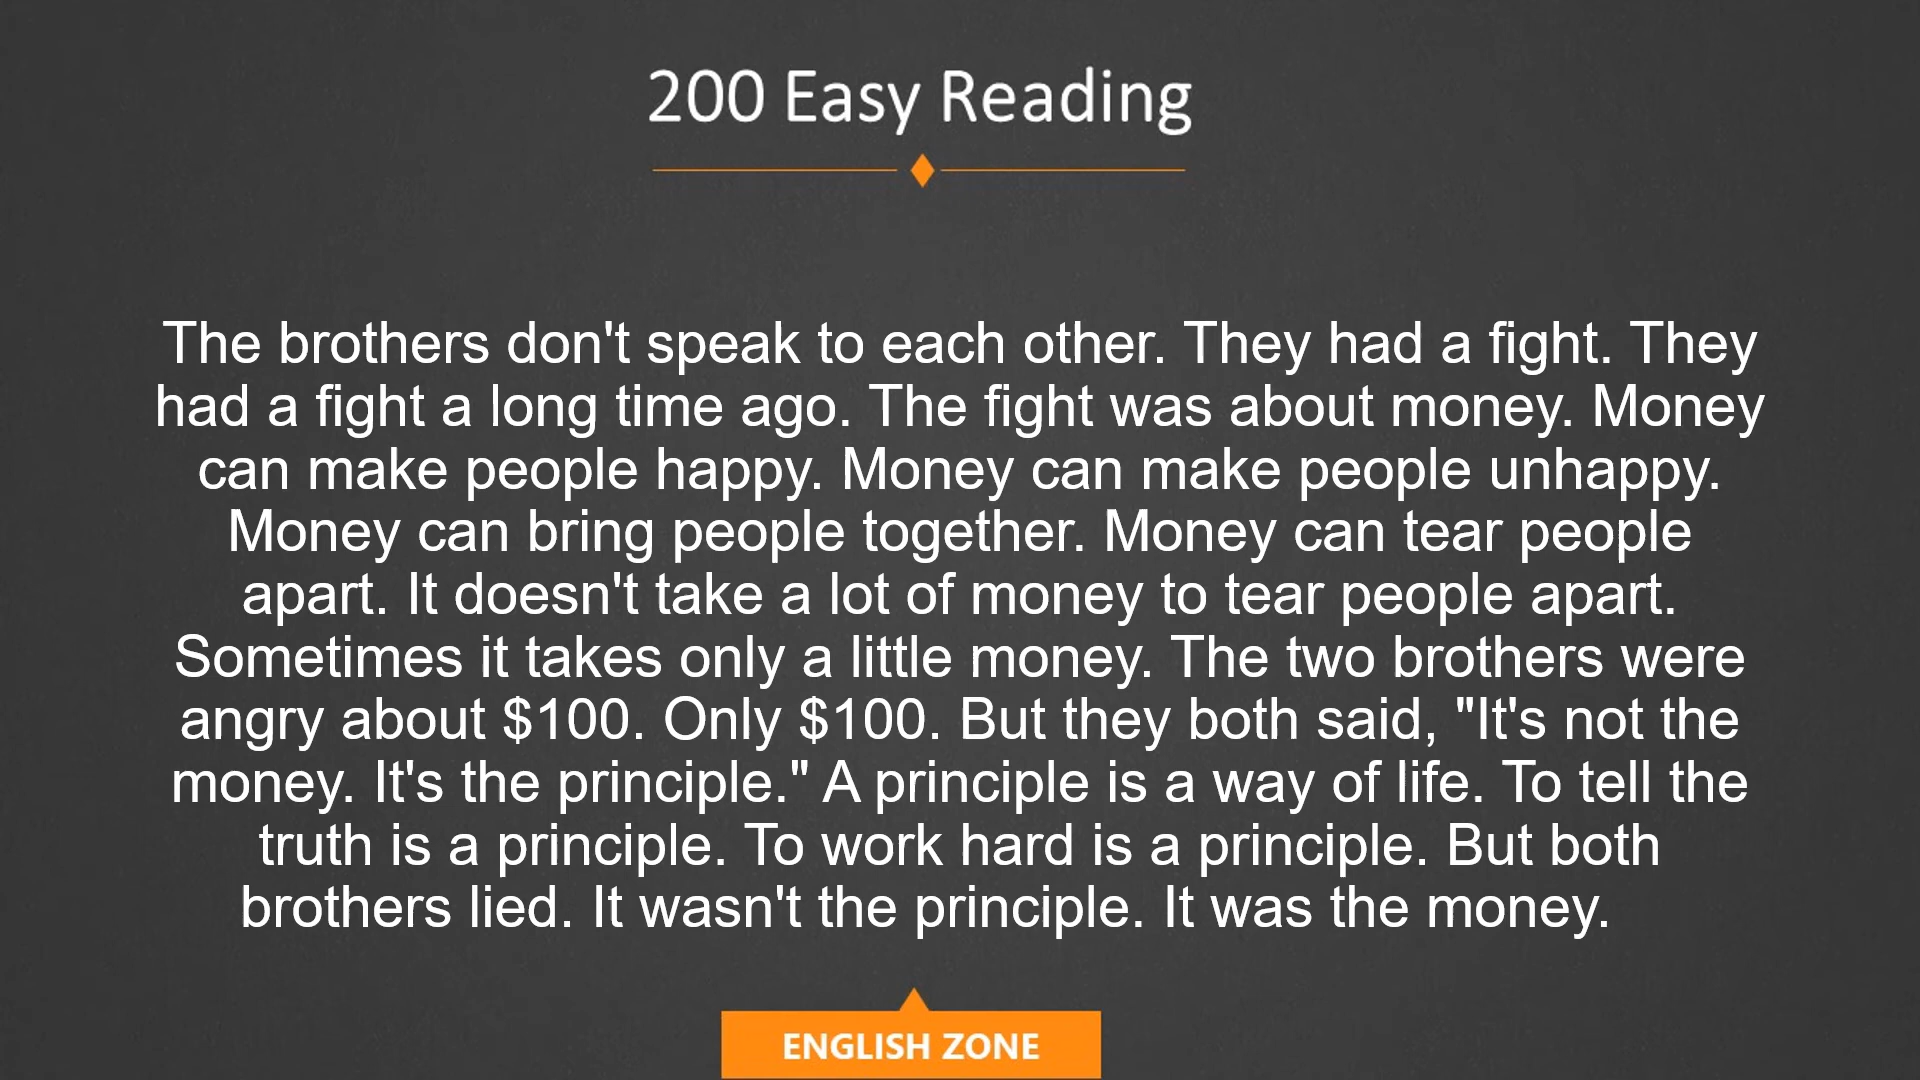 200 Easy Reading
The brothers don't speak to each other. They had a fight. They
had a fight a long time ago. The fight was about money. Money
can make people happy. Money can make people unhappy.
Money can bring people together. Money can tear people
apart. It doesn't take a lot of money to tear people apart.
Sometimes it takes only a little money. The two brothers were
angry about $100. Only $100. But they both said, "It's not the
money. It's the principle." A principle is a way of life. To tell the
truth is a principle. To work hard is a principle. But both
brothers lied. It wasn't the principle. It was the money.
ENGLISH ZONE